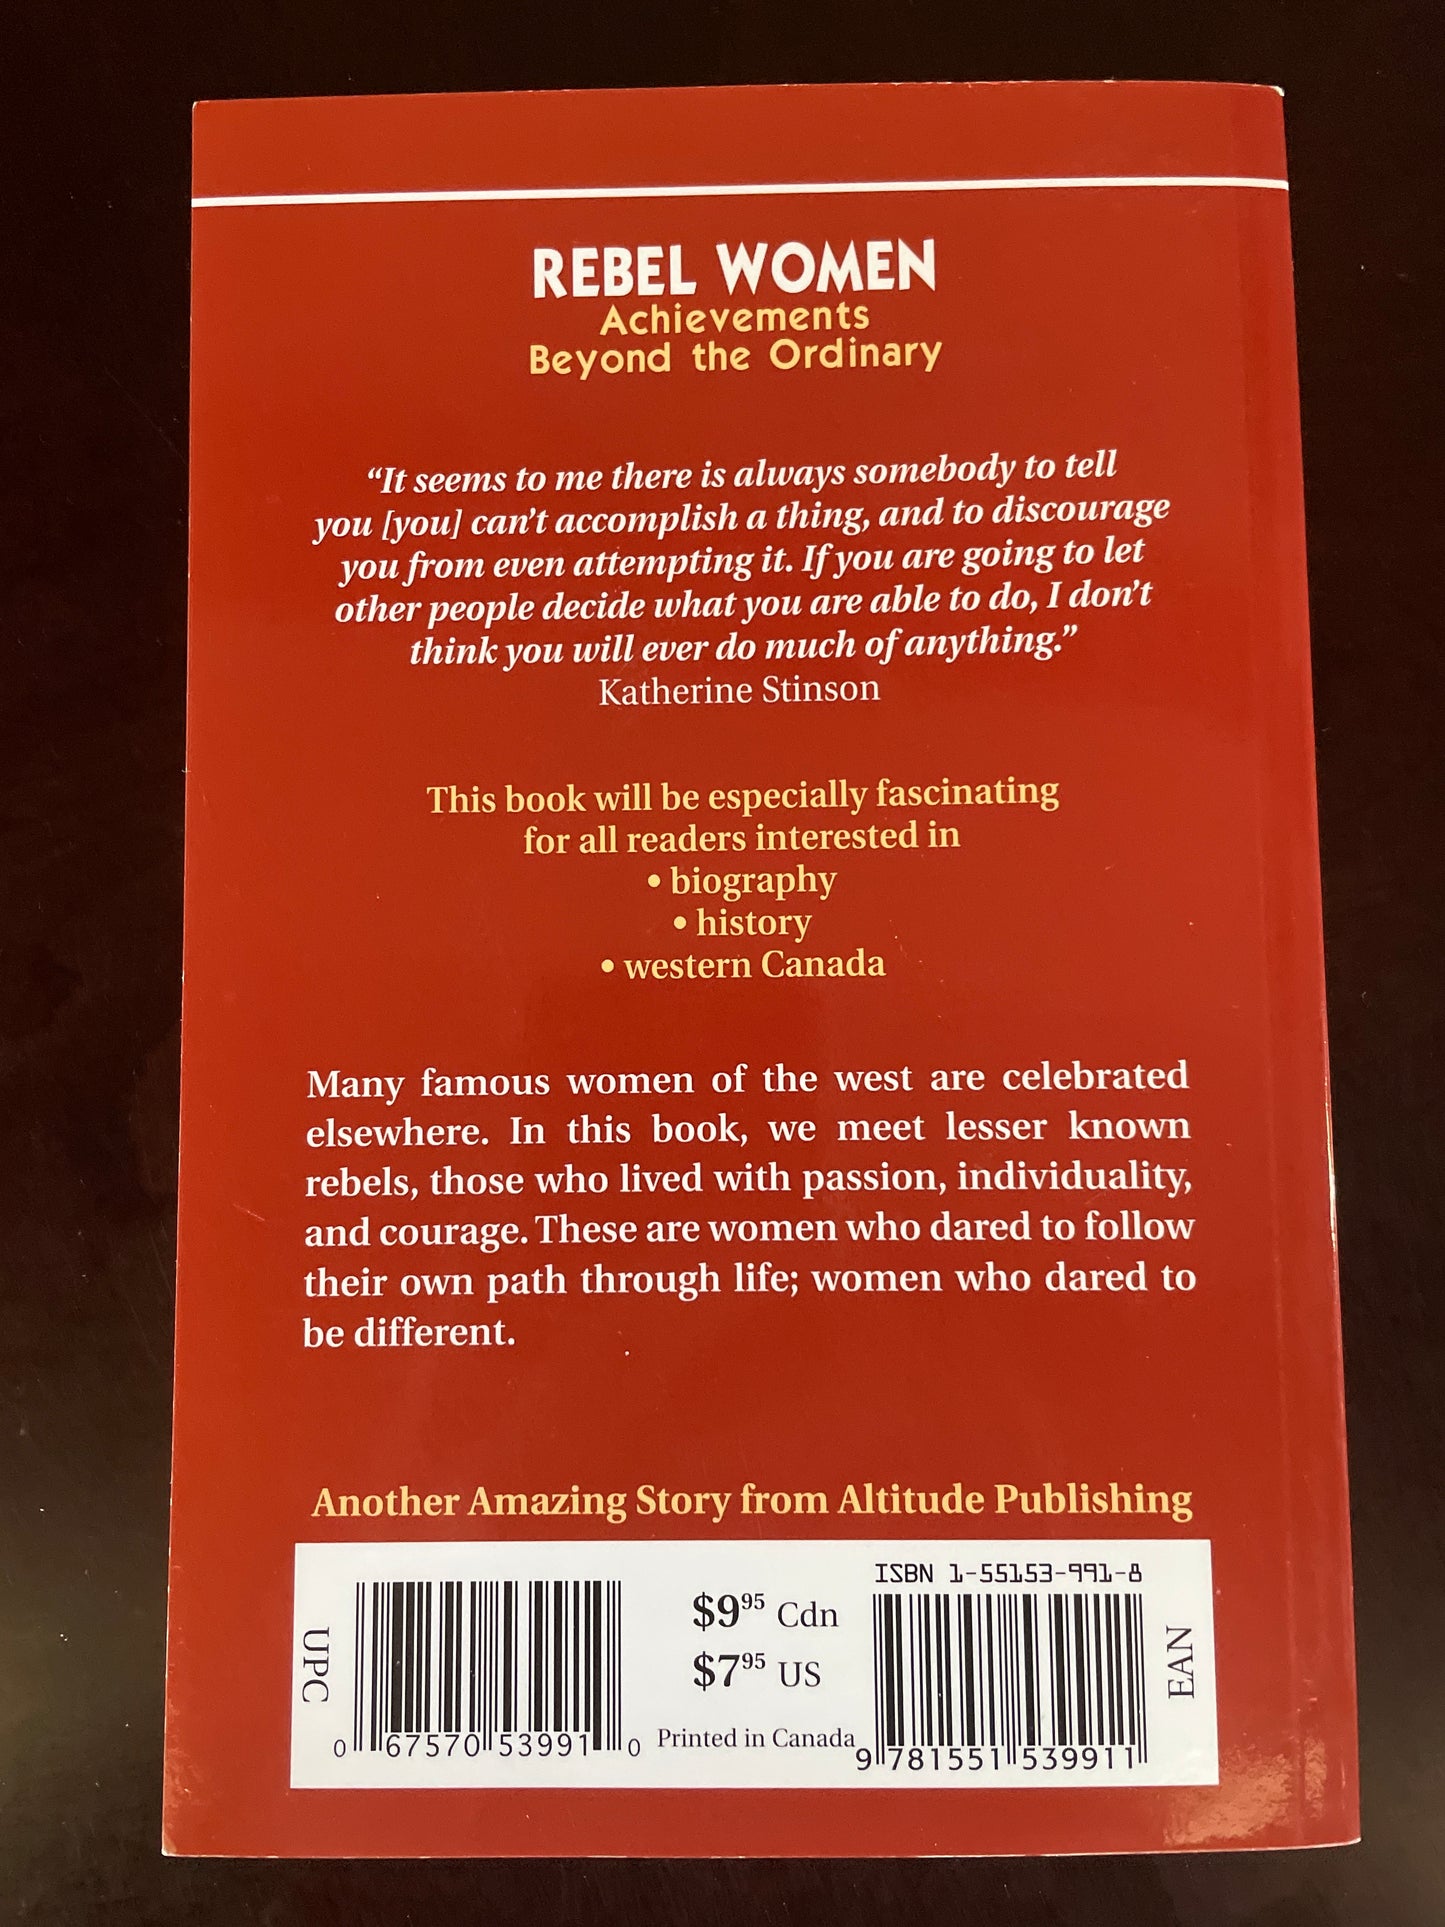 REBEL WOMEN
Achievements
Beyond the Ordinary
“It seems to me there is always somebody to tell
you [you] can’t accomplish a thing, and to discourage
you from even attempting it. If you are going to let
other people decide what you are able to do, I don’t
think you will ever do much of anything.”
Katherine Stinson
This book will be especially fascinating
for all readers interested in
• biography
• history
• western Canada
Many famous women of the west are celebrated
elsewhere. In this book, we meet lesser known
rebels, those who lived with passion, individuality,
and courage. These are women who dared to follow
their own path through life; women who dared to
be different.
Another Amazing Story from Altitude Publishing
UPC
0 67570 53991 0
$9⁹⁵ Cdn
$7⁹⁵ US
Printed in Canada
ISBN 1-55153-991-8
9 781551 539911
EAN